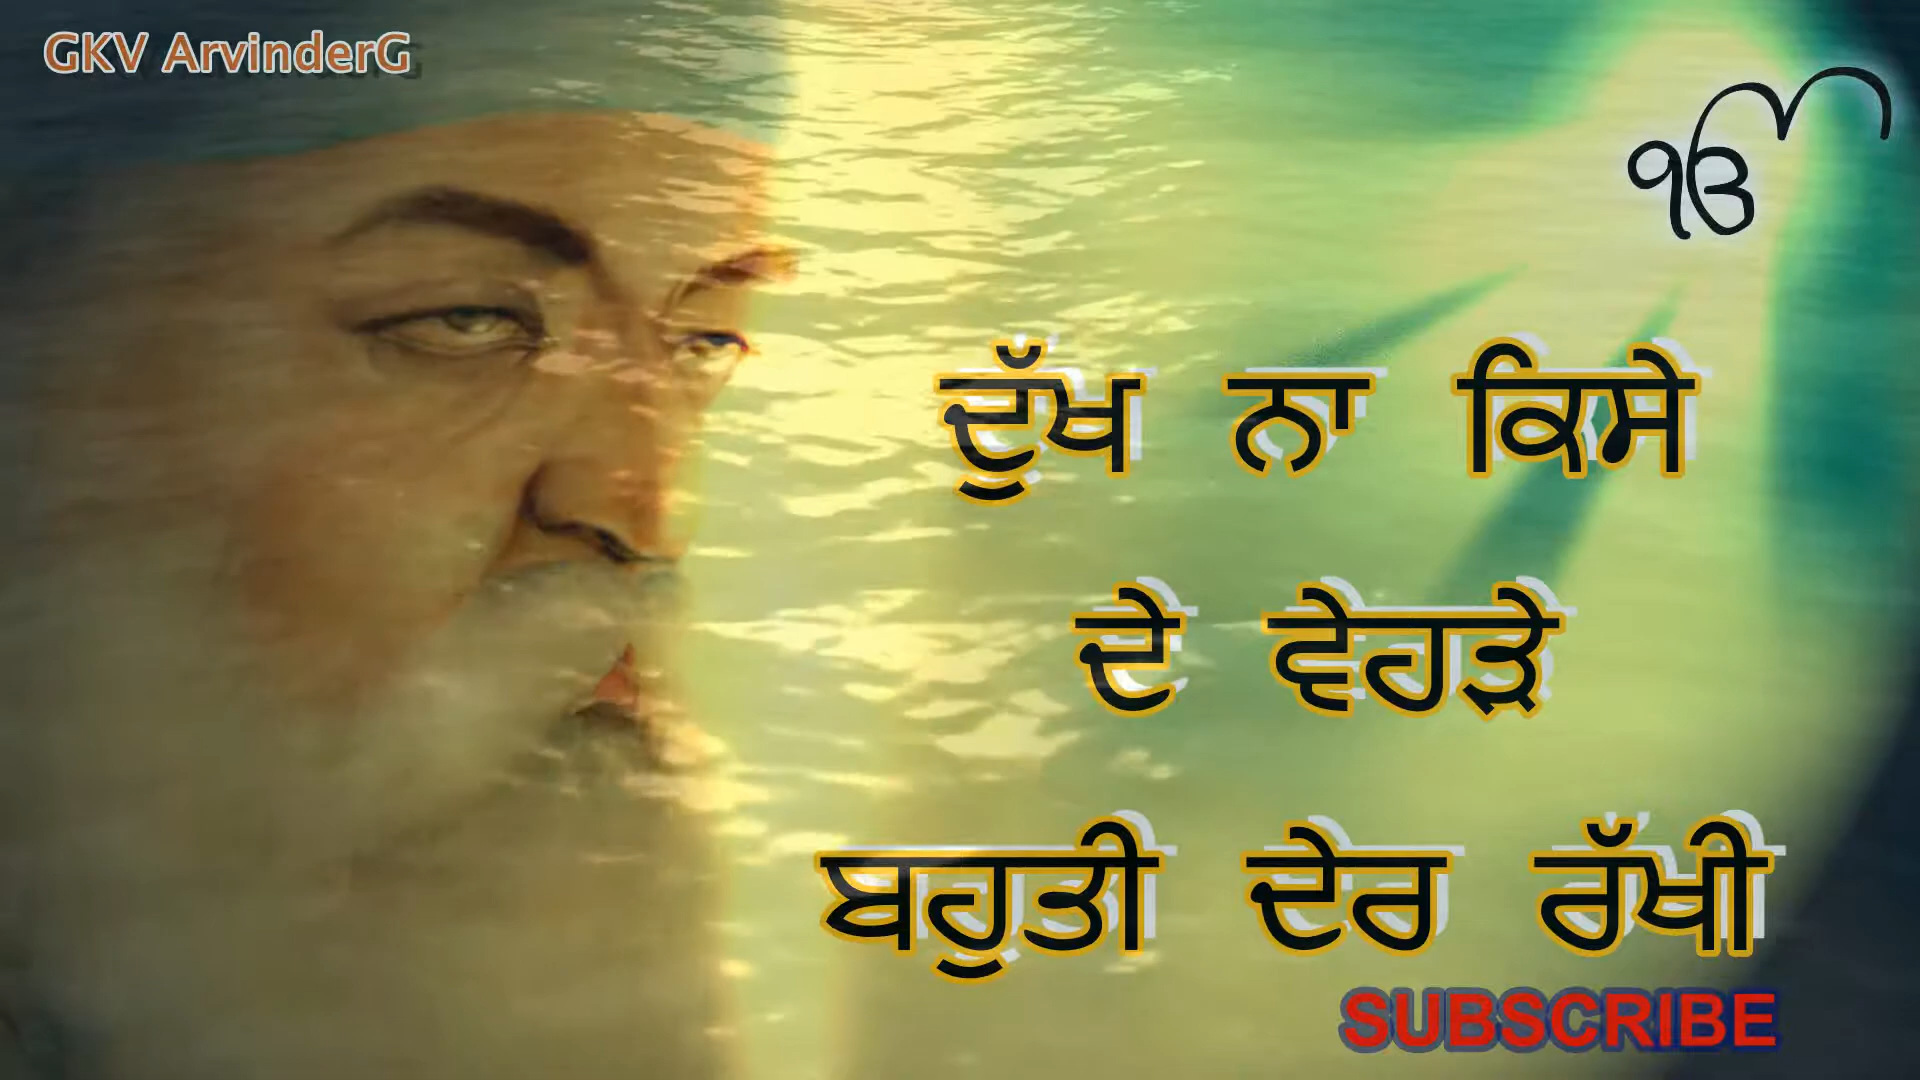 GKV ArvinderG
ੴ
ਦੁੱਖ ਨਾ ਕਿਸੇ
ਦੇ ਵੇਹੜੇ
ਬਹੁਤੀ ਦੇਰ ਰੱਖੀ
SUBSCRIBE